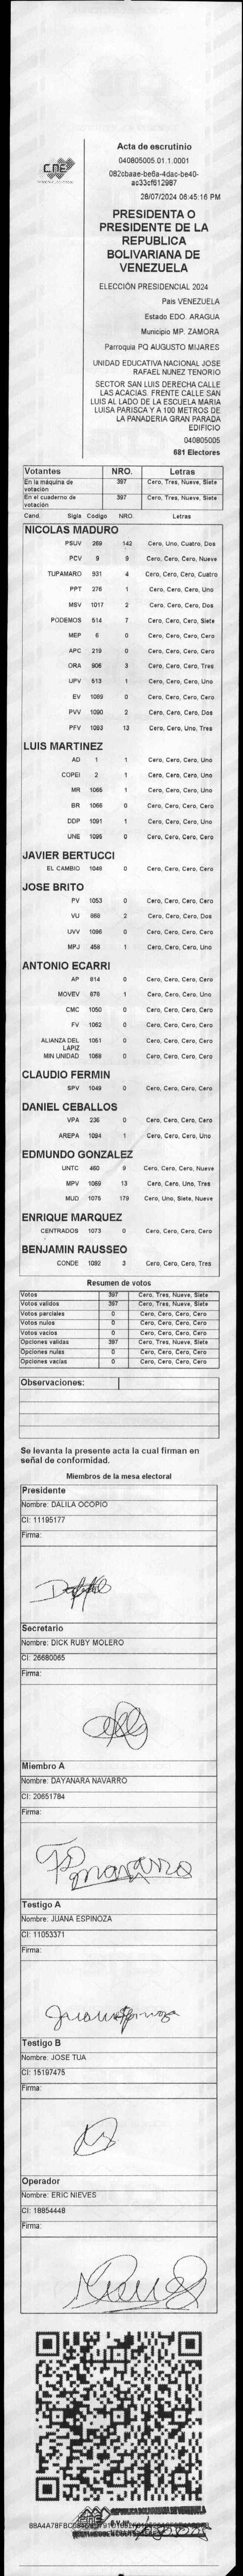 CNE
Acta de escrutinio
040805005.01.1.0001
082cbaae-be6a-4dac-be40-
ac33cf612987
28/07/2024 06:45:16 PM
PRESIDENTA O
PRESIDENTE DE LA
REPUBLICA
BOLIVARIANA DE
VENEZUELA
ELECCIÓN PRESIDENCIAL 2024
Pais VENEZUELA
Estado EDO. ARAGUA
Municipio MP. ZAMORA
Parroquia PQ AUGUSTO MIJARES
UNIDAD EDUCATIVA NACIONAL JOSE
RAFAEL NUNEZ TENORIO
SECTOR SAN LUIS DERECHA CALLE
LAS ACACIAS. FRENTE CALLE SAN
LUIS AL LADO DE LA ESCUELA MARIA
LUISA PARISCA Y A 100 METROS DE
LA PANADERIA GRAN PARADA
EDIFICIO
040805005
681 Electores
Votantes NRO. Letras
En la máquina de votación 397 Cero, Tres, Nueve, Siete
En el cuaderno de votación 397 Cero, Tres, Nueve, Siete
Cand. Sigla Codigo NRO. Letras
NICOLAS MADURO
PSUV 269 142 Cero, Uno, Cuatro, Dos
PCV 9 9 Cero, Cero, Cero, Nueve
TUPAMARO 931 4 Cero, Cero, Cero, Cuatro
PPT 276 1 Cero, Cero, Cero, Uno
MSV 1017 2 Cero, Cero, Cero, Dos
PODEMOS 514 7 Cero, Cero, Cero, Siete
MEP 6 0 Cero, Cero, Cero, Cero
APC 219 0 Cero, Cero, Cero, Cero
ORA 906 3 Cero, Cero, Cero, Tres
UPV 513 1 Cero, Cero, Cero, Uno
EV 1089 0 Cero, Cero, Cero, Cero
PVV 1090 2 Cero, Cero, Cero, Dos
PFV 1093 13 Cero, Cero, Uno, Tres
LUIS MARTINEZ
AD 1 1 Cero, Cero, Cero, Uno
COPEI 2 1 Cero, Cero, Cero, Uno
MR 1065 1 Cero, Cero, Cero, Uno
BR 1066 0 Cero, Cero, Cero, Cero
DDP 1091 1 Cero, Cero, Cero, Uno
UNE 1095 0 Cero, Cero, Cero, Cero
JAVIER BERTUCCI
EL CAMBIO 1048 0 Cero, Cero, Cero, Cero
JOSE BRITO
PV 1053 0 Cero, Cero, Cero, Cero
VU 868 2 Cero, Cero, Cero, Dos
UVV 1096 0 Cero, Cero, Cero, Cero
MPJ 458 1 Cero, Cero, Cero, Uno
ANTONIO ECARRI
AP 814 0 Cero, Cero, Cero, Cero
MOVEV 878 1 Cero, Cero, Cero, Uno
CMC 1050 0 Cero, Cero, Cero, Cero
FV 1062 0 Cero, Cero, Cero, Cero
ALIANZA DEL LAPIZ 1061 0 Cero, Cero, Cero, Cero
MIN UNIDAD 1068 0 Cero, Cero, Cero, Cero
CLAUDIO FERMIN
SPV 1049 0 Cero, Cero, Cero, Cero
DANIEL CEBALLOS
VPA 236 0 Cero, Cero, Cero, Cero
AREPA 1094 1 Cero, Cero, Cero, Uno
EDMUNDO GONZALEZ
UNTC 460 9 Cero, Cero, Cero, Nueve
MPV 1069 13 Cero, Cero, Uno, Tres
MUD 1075 179 Cero, Uno, Siete, Nueve
ENRIQUE MARQUEZ
CENTRADOS 1073 0 Cero, Cero, Cero, Cero
BENJAMIN RAUSSEO
CONDE 1092 3 Cero, Cero, Cero, Tres
Resumen de votos
Votos 397 Cero, Tres, Nueve, Siete
Votos validos 397 Cero, Tres, Nueve, Siete
Votos parciales 0 Cero, Cero, Cero, Cero
Votos nulos 0 Cero, Cero, Cero, Cero
Votos vacios 0 Cero, Cero, Cero, Cero
Opciones validas 397 Cero, Tres, Nueve, Siete
Opciones nulas 0 Cero, Cero, Cero, Cero
Opciones vacias 0 Cero, Cero, Cero, Cero
Observaciones:
Se levanta la presente acta la cual firman en
señal de conformidad.
Miembros de la mesa electoral
Presidente
Nombre: DALILA OCOPIO
CI: 11195177
Firma:
Secretario
Nombre: DICK RUBY MOLERO
CI: 26680065
Firma:
Miembro A
Nombre: DAYANARA NAVARRO
CI: 20651784
Firma:
Testigo A
Nombre: JUANA ESPINOZA
CI: 11053371
Firma:
Testigo B
Nombre: JOSE TUA
CI: 15197475
Firma:
Operador
Nombre: ERIC NIEVES
CI: 18854448
Firma: